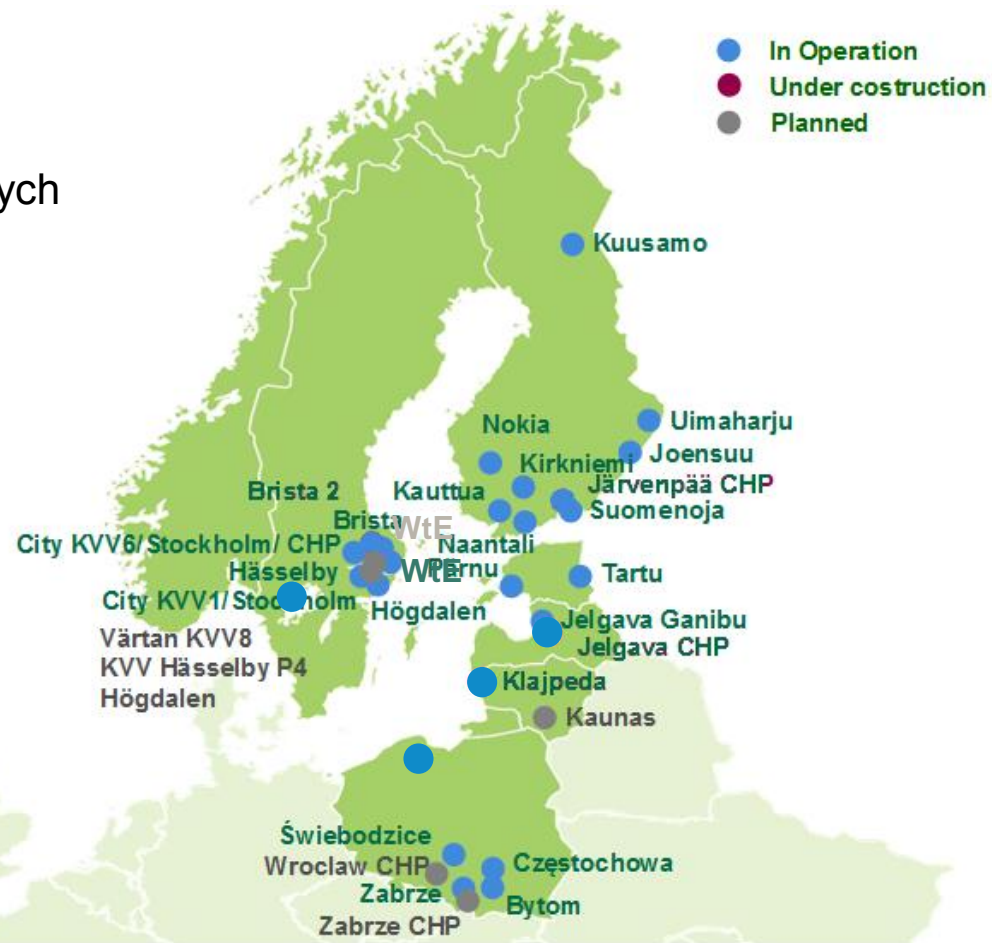 In Operation
Under costruction
Planned
ych
Kuusamo
Uimaharju
Nokia
Joensuu
Kirkniemi
Järvenpää CHP
Brista 2
Kauttua
Suomenoja
Brista
WtE
City KVV6/Stockholm/ CHP
Naantali
Hässelby
WtE
Pärnu
Tartu
City KVV1/Stockholm
Högdalen
Jelgava Ganibu
Värtan KVV8
Jelgava CHP
KVV Hässelby P4
Klajpeda
Högdalen
Kaunas
Świebodzice
Wroclaw CHP
Częstochowa
Zabrze
Bytom
Zabrze CHP